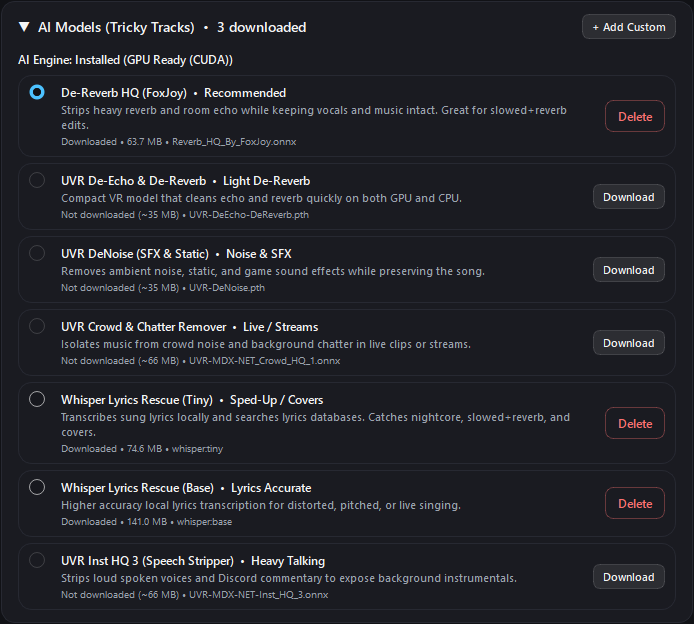 ▼ AI Models (Tricky Tracks) • 3 downloaded
+ Add Custom
AI Engine: Installed (GPU Ready (CUDA))
De-Reverb HQ (FoxJoy) • Recommended
Strips heavy reverb and room echo while keeping vocals and music intact. Great for slowed+reverb
edits.
Downloaded • 63.7 MB • Reverb_HQ_By_FoxJoy.onnx
Delete
UVR De-Echo & De-Reverb • Light De-Reverb
Compact VR model that cleans echo and reverb quickly on both GPU and CPU.
Not downloaded (~35 MB) • UVR-DeEcho-DeReverb.pth
Download
UVR DeNoise (SFX & Static) • Noise & SFX
Removes ambient noise, static, and game sound effects while preserving the song.
Not downloaded (~35 MB) • UVR-DeNoise.pth
Download
UVR Crowd & Chatter Remover • Live / Streams
Isolates music from crowd noise and background chatter in live clips or streams.
Not downloaded (~66 MB) • UVR-MDX-NET_Crowd_HQ_1.onnx
Download
Whisper Lyrics Rescue (Tiny) • Sped-Up / Covers
Transcribes sung lyrics locally and searches lyrics databases. Catches nightcore, slowed+reverb, and
covers.
Downloaded • 74.6 MB • whisper:tiny
Delete
Whisper Lyrics Rescue (Base) • Lyrics Accurate
Higher accuracy local lyrics transcription for distorted, pitched, or live singing.
Downloaded • 141.0 MB • whisper:base
Delete
UVR Inst HQ 3 (Speech Stripper) • Heavy Talking
Strips loud spoken voices and Discord commentary to expose background instrumentals.
Not downloaded (~66 MB) • UVR-MDX-NET-Inst_HQ_3.onnx
Download